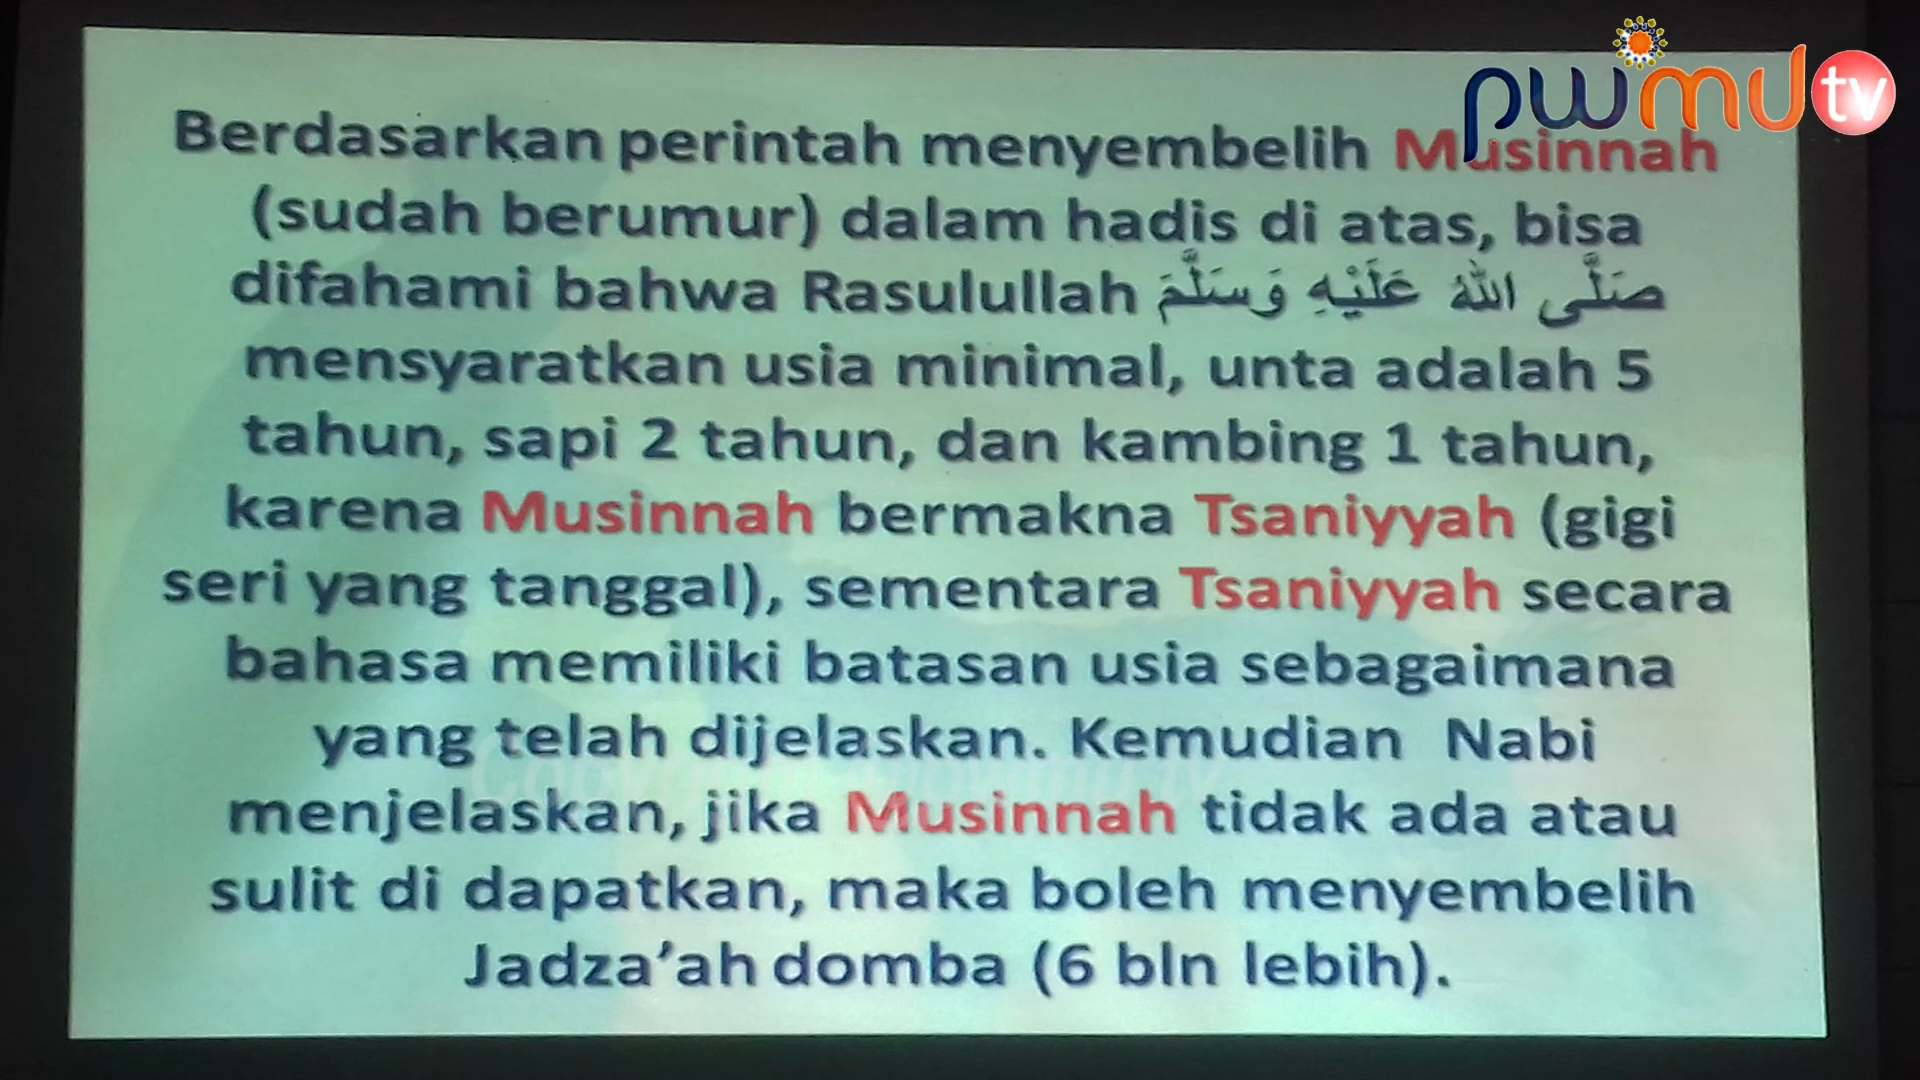 pwmu tv
Berdasarkan perintah menyembelih Musinnah
(sudah berumur) dalam hadis di atas, bisa
difahami bahwa Rasulullah صَلَّى اللهُ عَلَيْهِ وَسَلَّمَ
mensyaratkan usia minimal, unta adalah 5
tahun, sapi 2 tahun, dan kambing 1 tahun,
karena Musinnah bermakna Tsaniyyah (gigi
seri yang tanggal), sementara Tsaniyyah secara
bahasa memiliki batasan usia sebagaimana
yang telah dijelaskan. Kemudian  Nabi
menjelaskan, jika Musinnah tidak ada atau
sulit di dapatkan, maka boleh menyembelih
Jadza’ah domba (6 bln lebih).